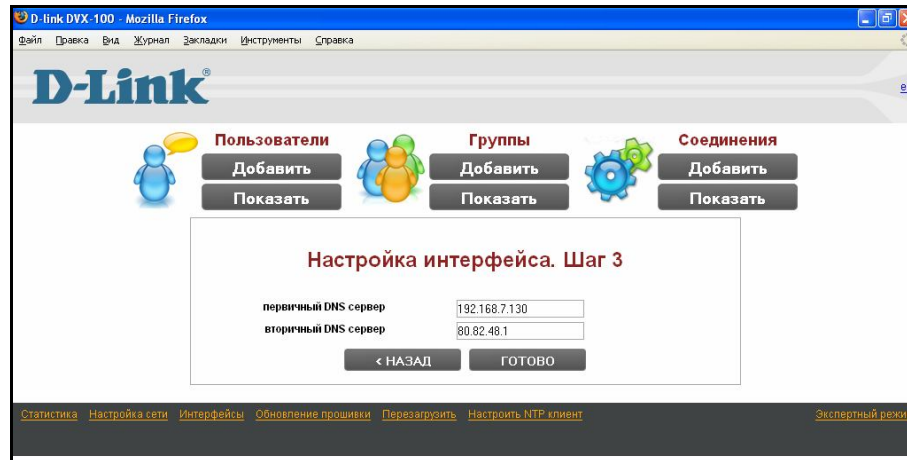 D-link DVX-100 - Mozilla Firefox
Файл Правка Вид Журнал Закладки Инструменты Справка
D-Link®
Пользователи Группы Соединения
Добавить Добавить Добавить
Показать Показать Показать
Настройка интерфейса. Шаг 3
первичный DNS сервер 192.168.7.130
вторичный DNS сервер 80.82.48.1
< НАЗАД ГОТОВО
Статистика Настройка сети Интерфейсы Обновление прошивки Перезагрузить Настроить NTP клиент Экспертный режи